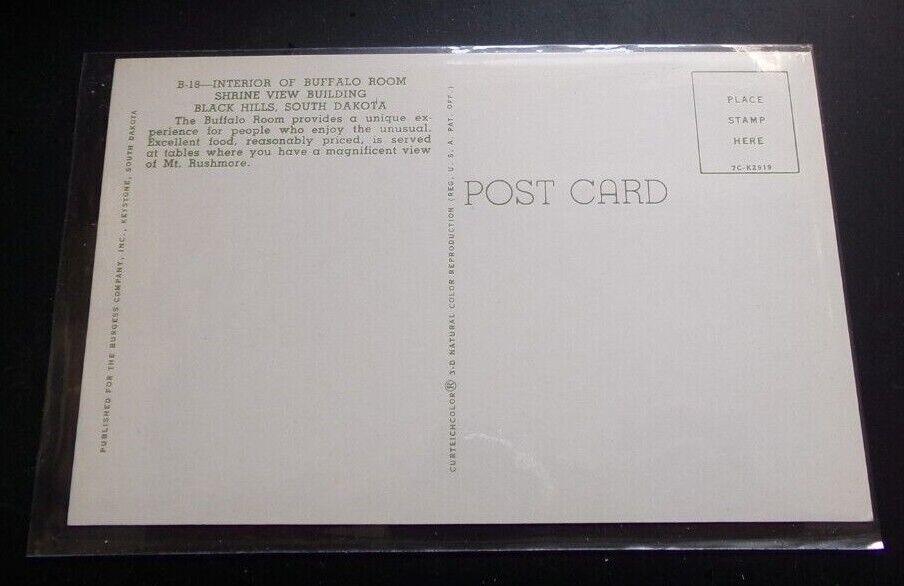 B-18—INTERIOR OF BUFFALO ROOM
SHRINE VIEW BUILDING
BLACK HILLS, SOUTH DAKOTA
The Buffalo Room provides a unique ex-
perience for people who enjoy the unusual.
Excellent food, reasonably priced, is served
at tables where you have a magnificent view
of Mt. Rushmore.
PUBLISHED FOR THE BURGESS COMPANY, INC., KEYSTONE, SOUTH DAKOTA
CURTEICHCOLOR® 3-D NATURAL COLOR REPRODUCTION (REG. U. S. A PAT. OFF.)
POST CARD
PLACE
STAMP
HERE
7C-K2919